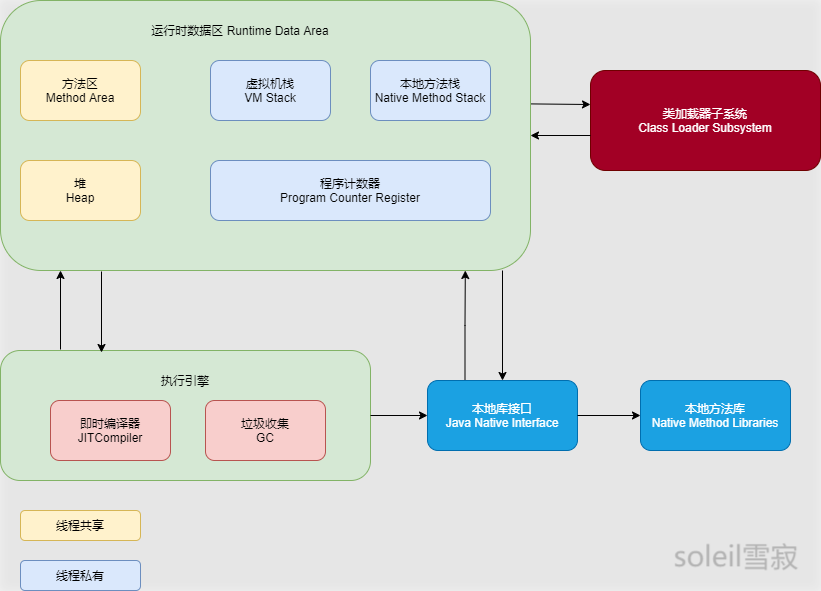 运行时数据区 Runtime Data Area
方法区
Method Area
虚拟机栈
VM Stack
本地方法栈
Native Method Stack
类加载器子系统
Class Loader Subsystem
堆
Heap
程序计数器
Program Counter Register
执行引擎
即时编译器
JITCompiler
垃圾收集
GC
本地库接口
Java Native Interface
本地方法库
Native Method Libraries
线程共享
线程私有
soleil雪寂